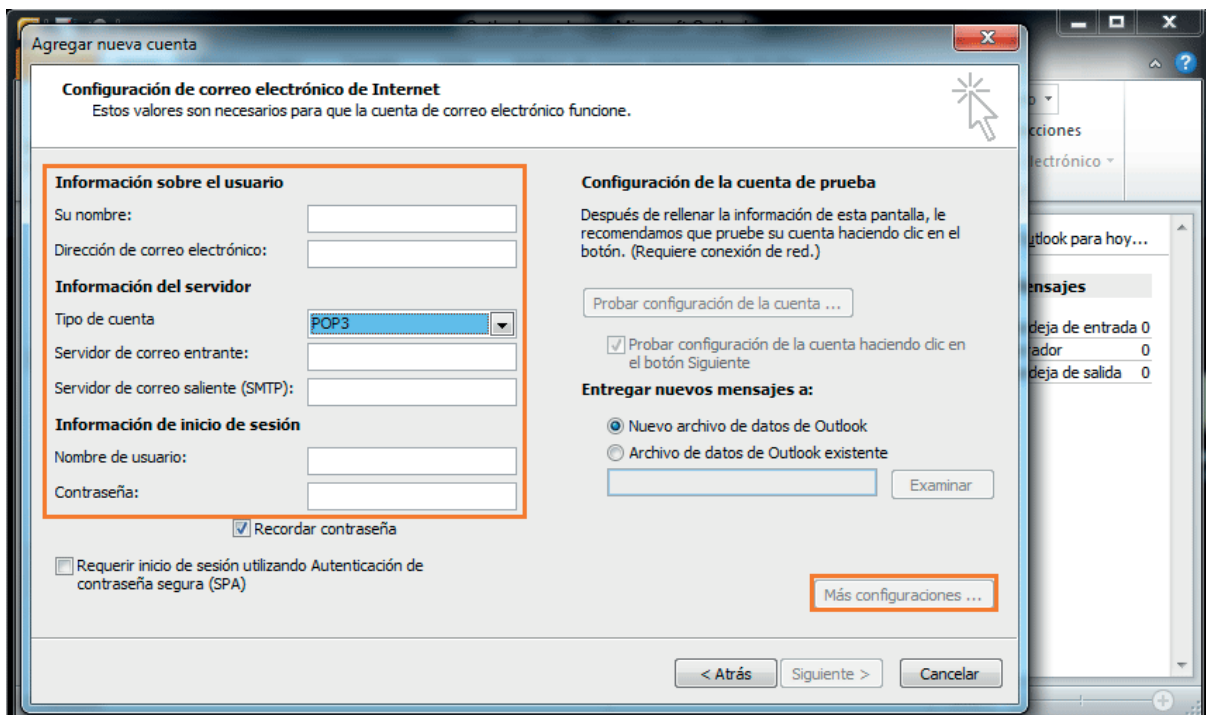 Agregar nueva cuenta
Configuración de correo electrónico de Internet
Estos valores son necesarios para que la cuenta de correo electrónico funcione.
Información sobre el usuario
Su nombre:
Dirección de correo electrónico:
Información del servidor
Tipo de cuenta
POP3
Servidor de correo entrante:
Servidor de correo saliente (SMTP):
Información de inicio de sesión
Nombre de usuario:
Contraseña:
Recordar contraseña
Requerir inicio de sesión utilizando Autenticación de
contraseña segura (SPA)
Configuración de la cuenta de prueba
Después de rellenar la información de esta pantalla, le
recomendamos que pruebe su cuenta haciendo clic en el
botón. (Requiere conexión de red.)
Probar configuración de la cuenta ...
Probar configuración de la cuenta haciendo clic en
el botón Siguiente
Entregar nuevos mensajes a:
Nuevo archivo de datos de Outlook
Archivo de datos de Outlook existente
Examinar
Más configuraciones ...
< Atrás
Siguiente >
Cancelar
cciones
lectrónico
utlook para hoy...
ensajes
deja de entrada 0
ador 0
deja de salida 0